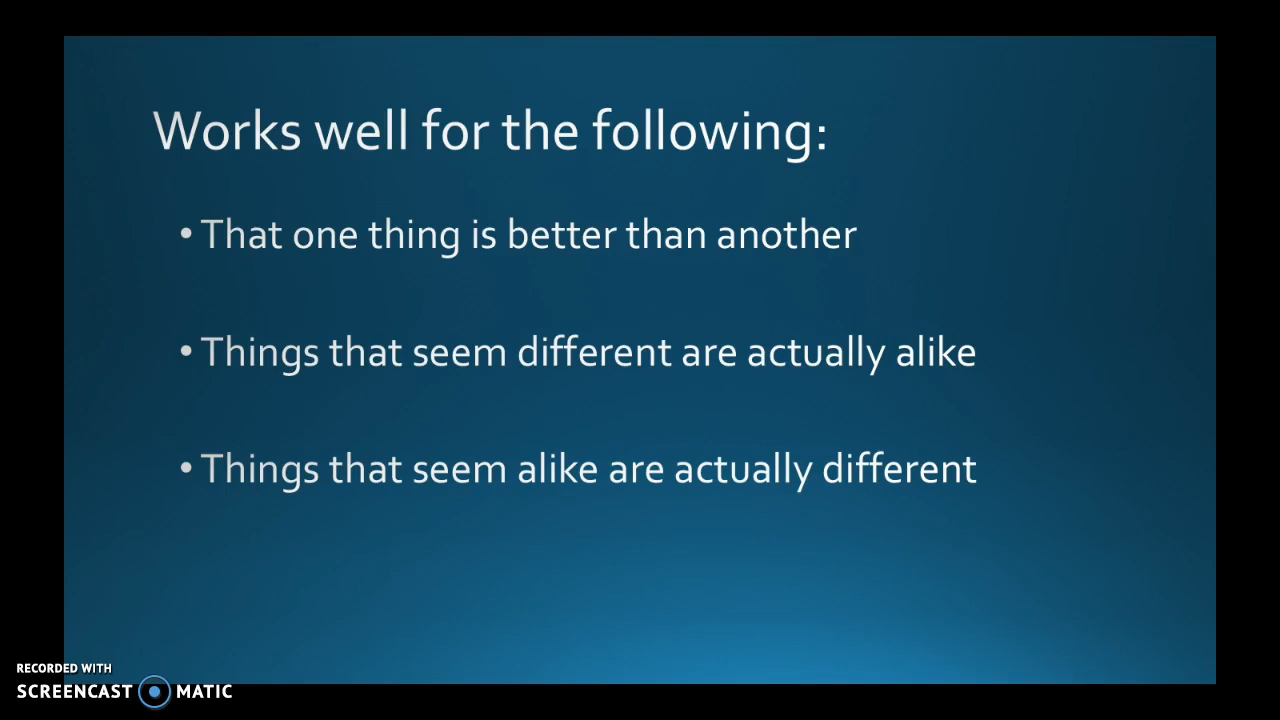 Works well for the following:
• That one thing is better than another
• Things that seem different are actually alike
• Things that seem alike are actually different
RECORDED WITH
SCREENCAST MATIC